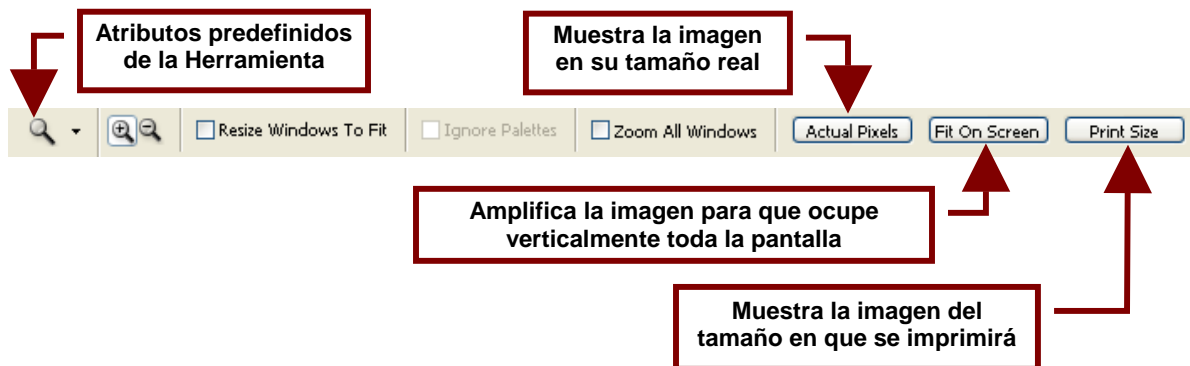 Atributos predefinidos
de la Herramienta
Muestra la imagen
en su tamaño real
Resize Windows To Fit
Ignore Palettes
Zoom All Windows
Actual Pixels
Fit On Screen
Print Size
Amplifica la imagen para que ocupe
verticalmente toda la pantalla
Muestra la imagen del
tamaño en que se imprimirá